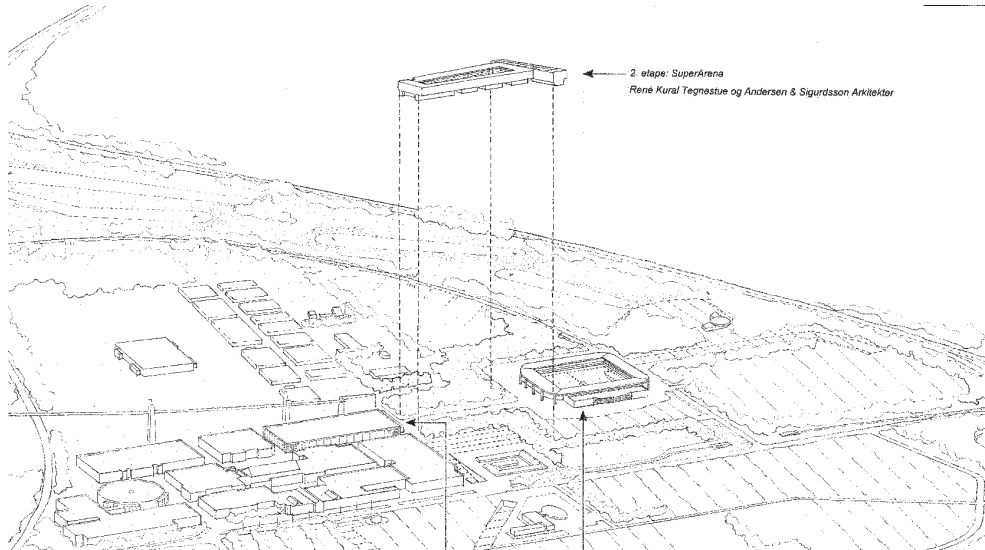 2. etape: SuperArena
René Kural Tegnestue og Andersen & Sigurdsson Arkitekter